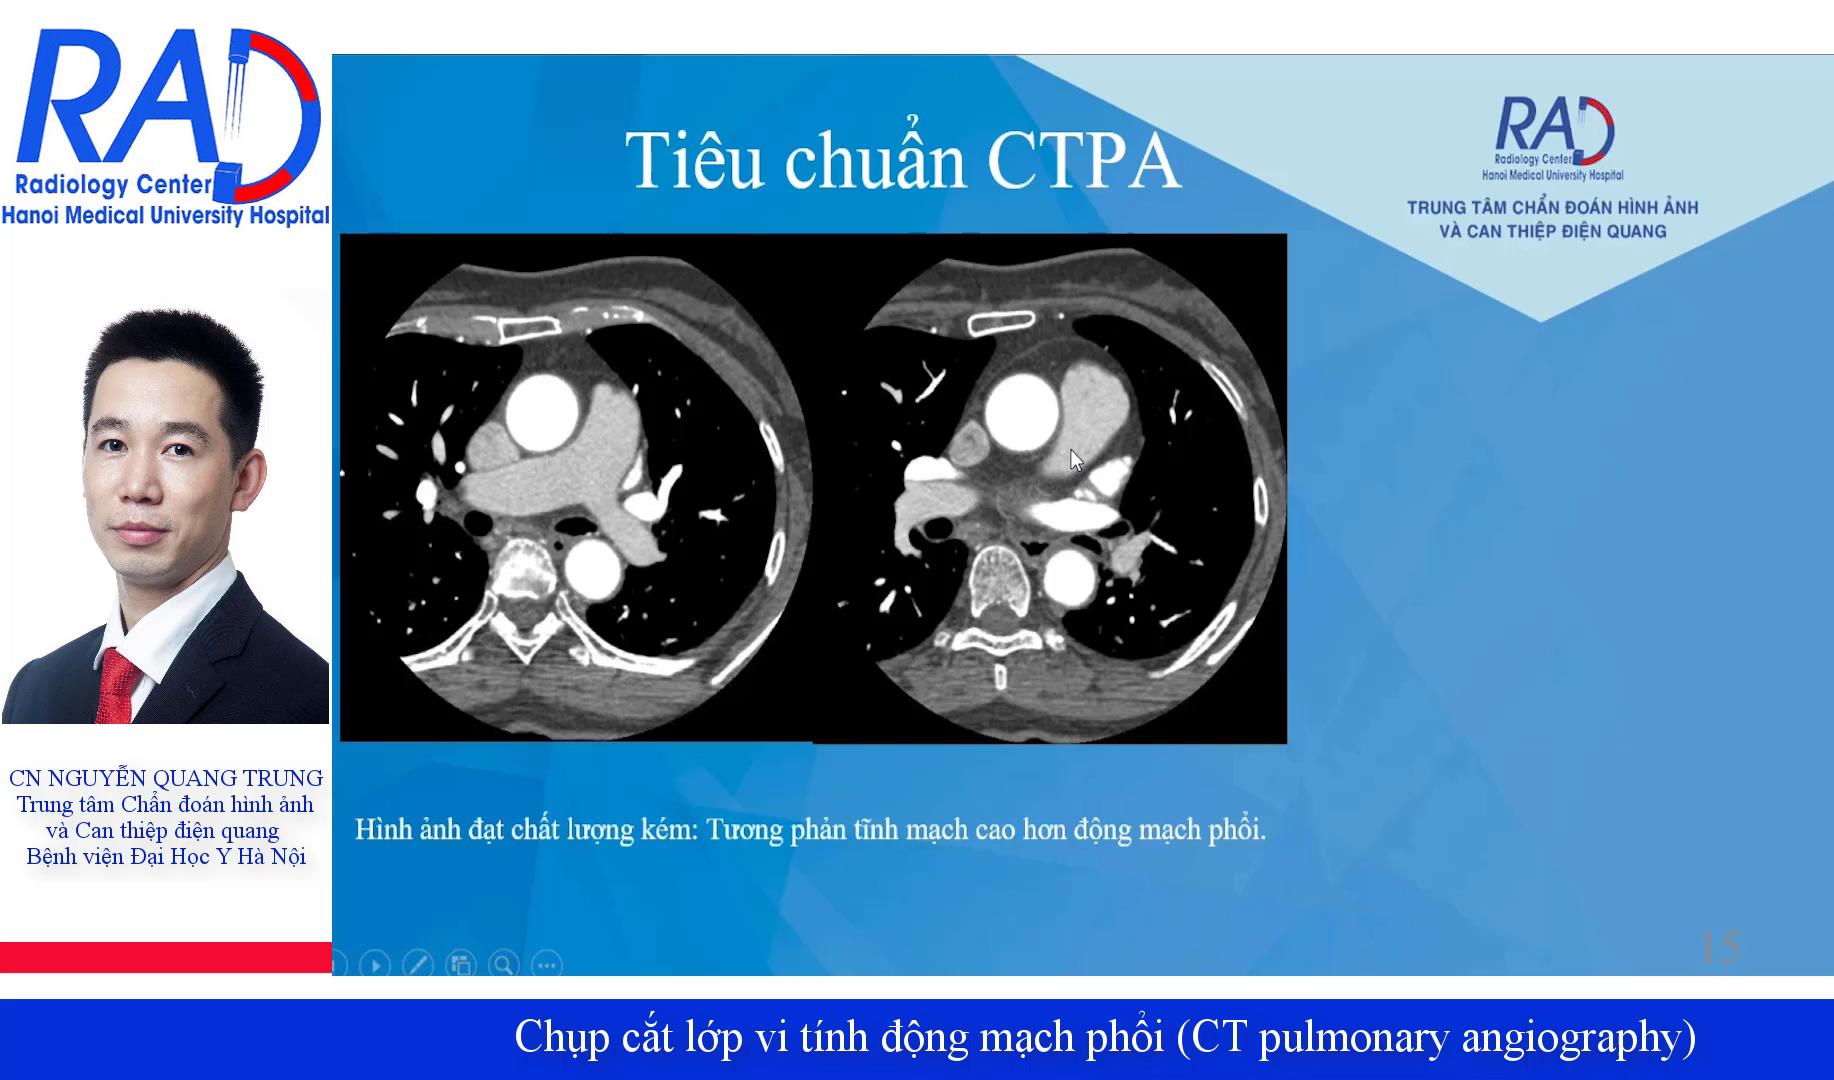 RAD
Radiology Center
Hanoi Medical University Hospital
Tiêu chuẩn CTPA
RAD
Radiology Center
Hanoi Medical University Hospital
TRUNG TÂM CHẨN ĐOÁN HÌNH ẢNH
VÀ CAN THIỆP ĐIỆN QUANG
CN NGUYỄN QUANG TRUNG
Trung tâm Chẩn đoán hình ảnh
và Can thiệp điện quang
Bệnh viện Đại Học Y Hà Nội
Hình ảnh đạt chất lượng kém: Tương phản tĩnh mạch cao hơn động mạch phổi.
15
Chụp cắt lớp vi tính động mạch phổi (CT pulmonary angiography)